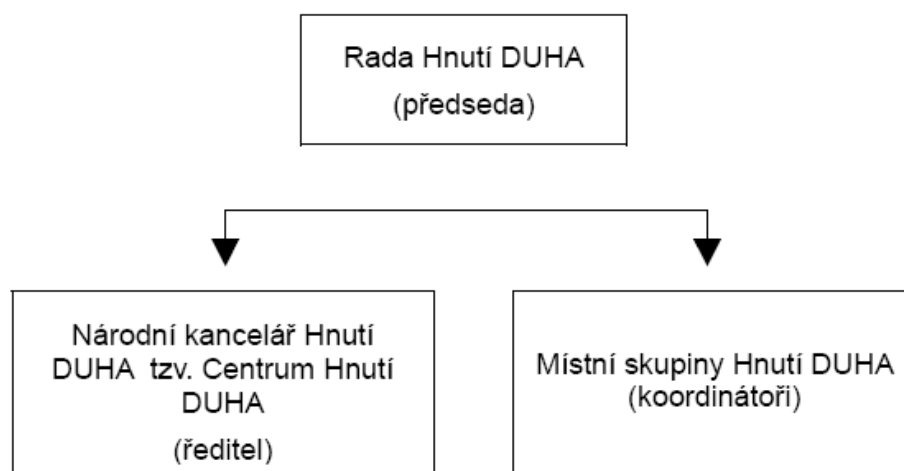 Rada Hnutí DUHA
(předseda)
Národní kancelář Hnutí
DUHA tzv. Centrum Hnutí
DUHA
(ředitel)
Místní skupiny Hnutí DUHA
(koordinátoři)